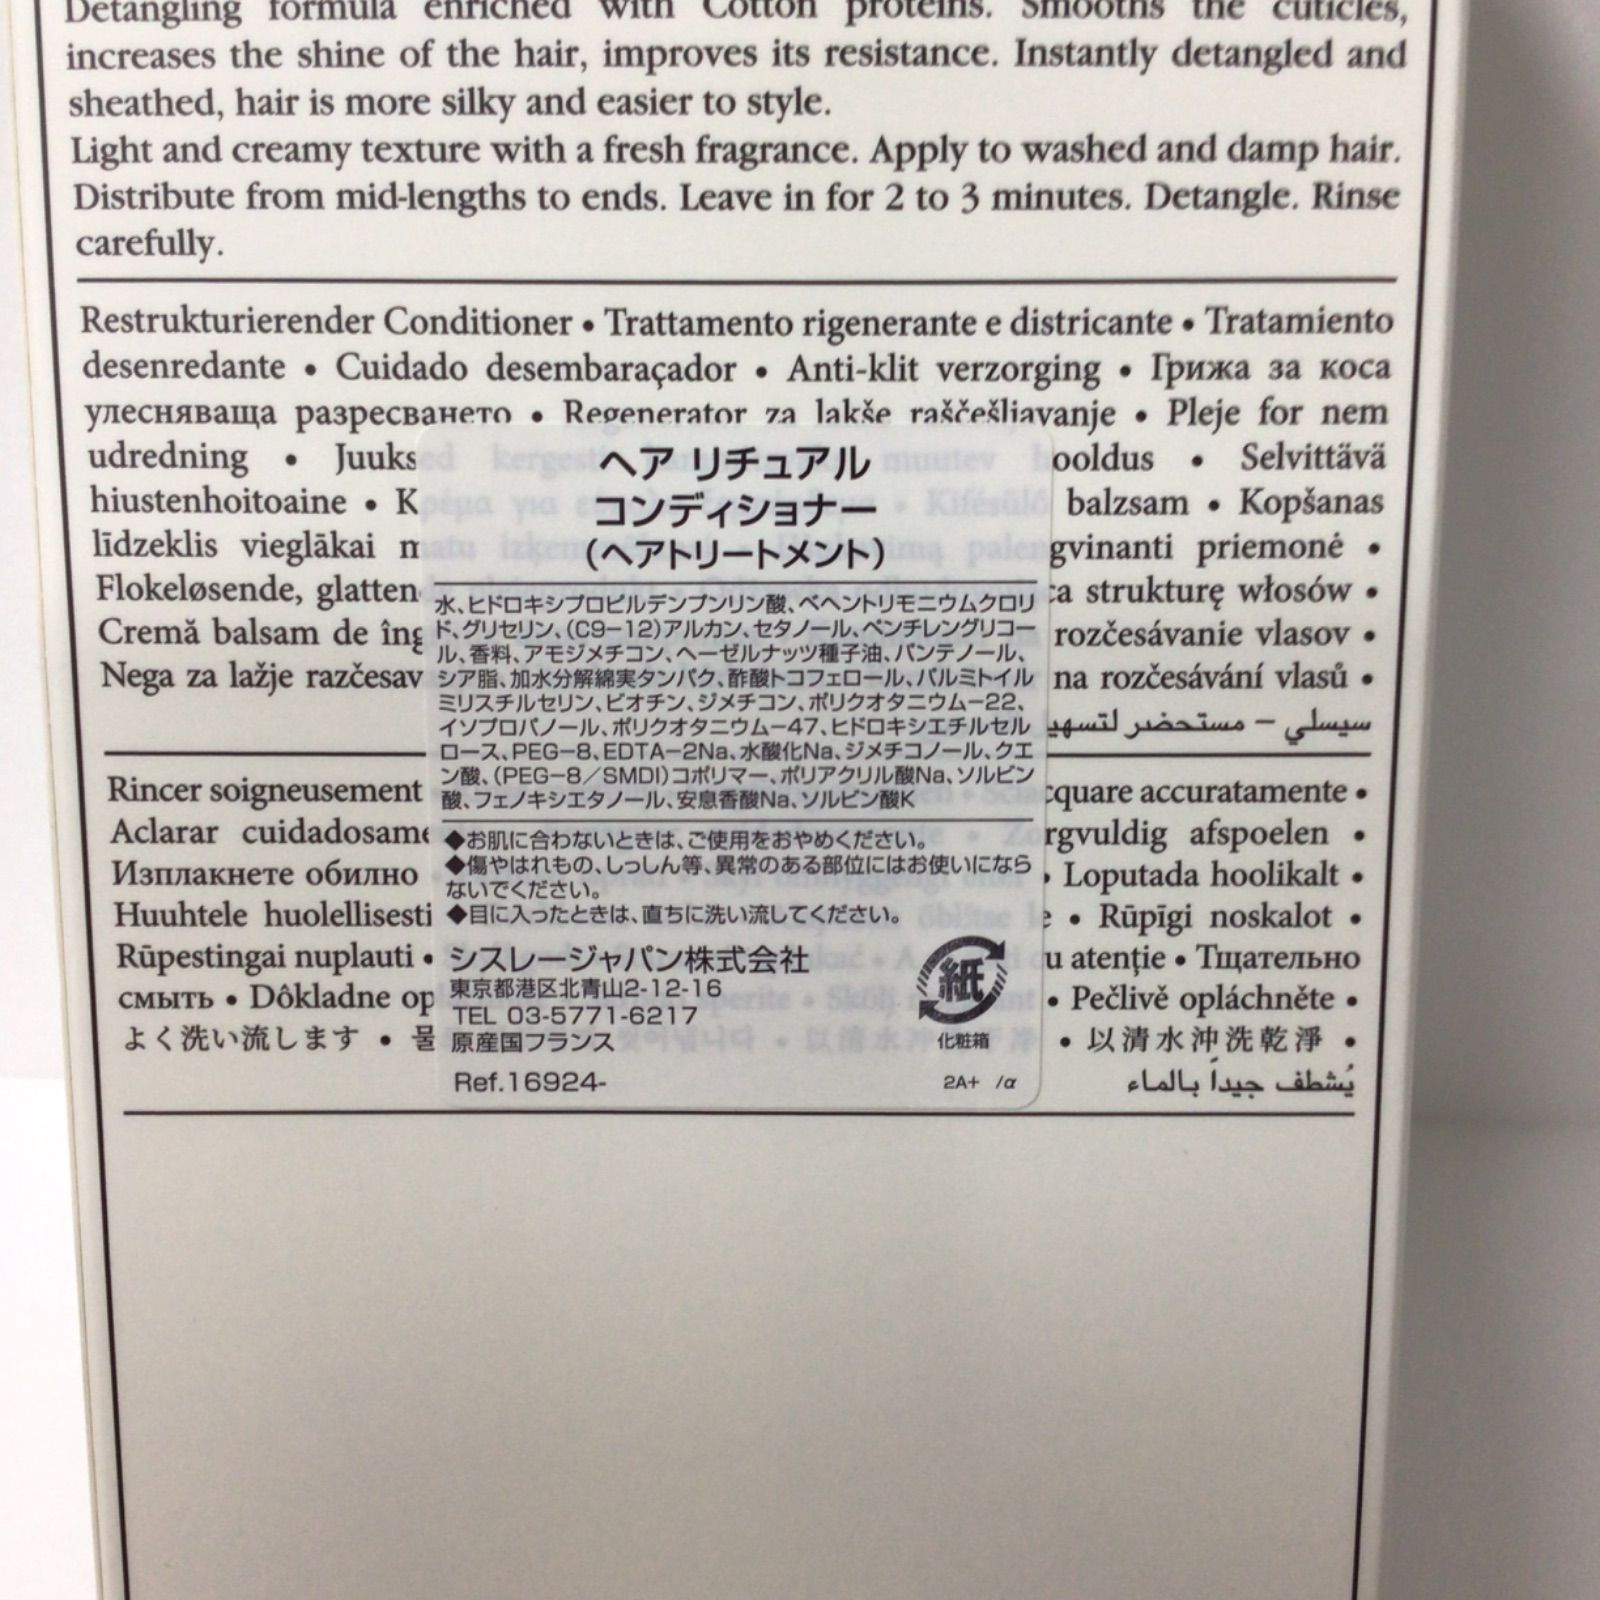 Detangling formula enriched with Cotton proteins. Smooths the cuticles,
increases the shine of the hair, improves its resistance. Instantly detangled and
sheathed, hair is more silky and easier to style.
Light and creamy texture with a fresh fragrance. Apply to washed and damp hair.
Distribute from mid-lengths to ends. Leave in for 2 to 3 minutes. Detangle. Rinse
carefully.
Restrukturierender Conditioner • Trattamento rigenerante e districante • Tratamiento
desenredante • Cuidado desembaraçador • Anti-klit verzorging • Грижа за коса
улесняваща разресването • Regenerator za lakše raščešljavanje • Pleje for nem
udredning • Juuks ooldus • Selvittävä
hiustenhoitoaine • K balzsam • Kopšanas
līdzeklis vieglākai m gvinanti priemonė •
Flokeløsende, glatten ca strukturę włosów •
Cremă balsam de îng rozčesávanie vlasov •
Nega za lažje razčesav na rozčesávání vlasů •
سيسلي – مستحضر لتسهي
Rincer soigneusement cquare accuratamente •
Aclarar cuidadosame rgvuldig afspoelen •
Изплакнете обилно • Loputada hoolikalt •
Huuhtele huolellisesti e • Rūpīgi noskalot •
Rūpestingai nuplauti • u atenție • Тщательно
смыть • Dôkladne op • Pečlivě opláchněte •
よく洗い流します • 물 • 以清水沖洗乾淨 •
يُشطف جيداً بالماء
ヘア リチュアル
コンディショナー
(ヘアトリートメント)
水、ヒドロキシプロピルデンプンリン酸、ベヘントリモニウムクロリ
ド、グリセリン、(C9-12)アルカン、セタノール、ペンチレングリコー
ル、香料、アモジメチコン、ヘーゼルナッツ種子油、パンテノール、
シア脂、加水分解綿実タンパク、酢酸トコフェロール、パルミトイル
ミリスチルセリン、ビオチン、ジメチコン、ポリクオタニウム-22、
イソプロパノール、ポリクオタニウム-47、ヒドロキシエチルセル
ロース、PEG-8、EDTA-2Na、水酸化Na、ジメチコノール、クエ
ン酸、(PEG-8/SMDI)コポリマー、ポリアクリル酸Na、ソルビン
酸、フェノキシエタノール、安息香酸Na、ソルビン酸K
◆お肌に合わないときは、ご使用をおやめください。
◆傷やはれもの、しっしん等、異常のある部位にはお使いになら
ないでください。
◆目に入ったときは、直ちに洗い流してください。
シスレージャパン株式会社
東京都港区北青山2-12-16
TEL 03-5771-6217
原産国フランス
Ref.16924-
紙
化粧箱
2A+ /α